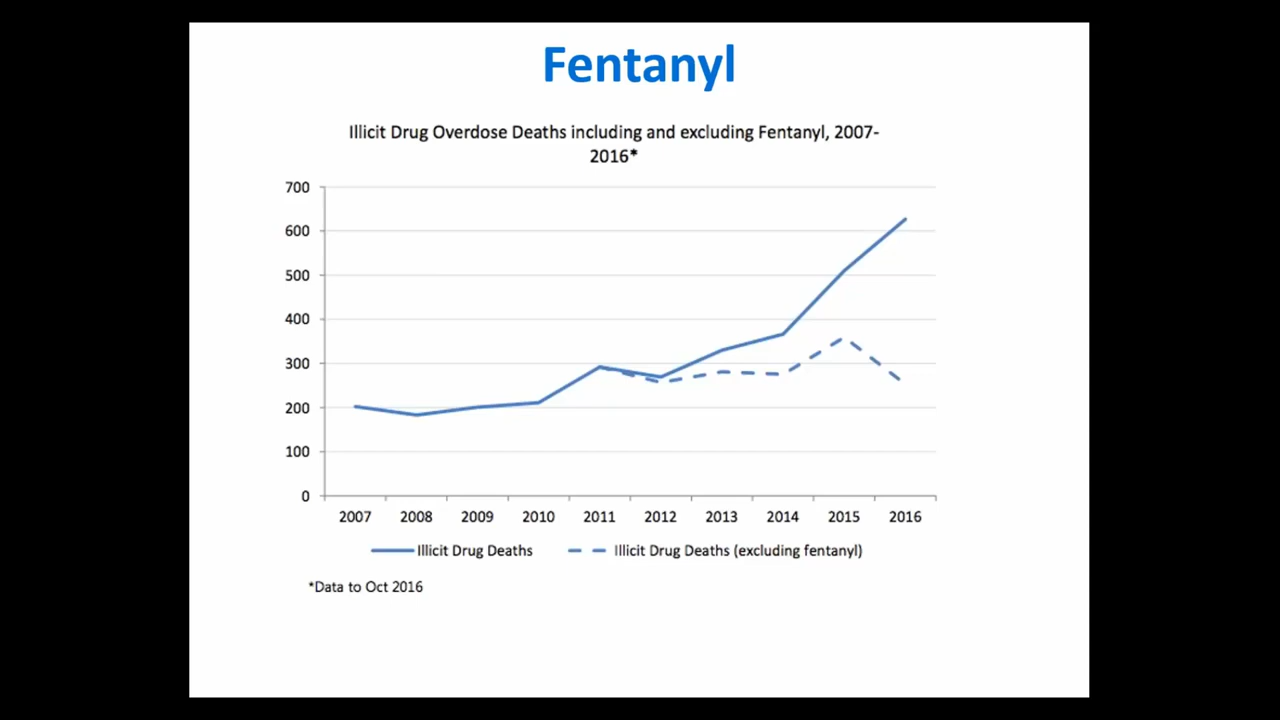 Fentanyl
Illicit Drug Overdose Deaths including and excluding Fentanyl, 2007-
2016*
700
600
500
400
300
200
100
0
2007 2008 2009 2010 2011 2012 2013 2014 2015 2016
Illicit Drug Deaths Illicit Drug Deaths (excluding fentanyl)
*Data to Oct 2016